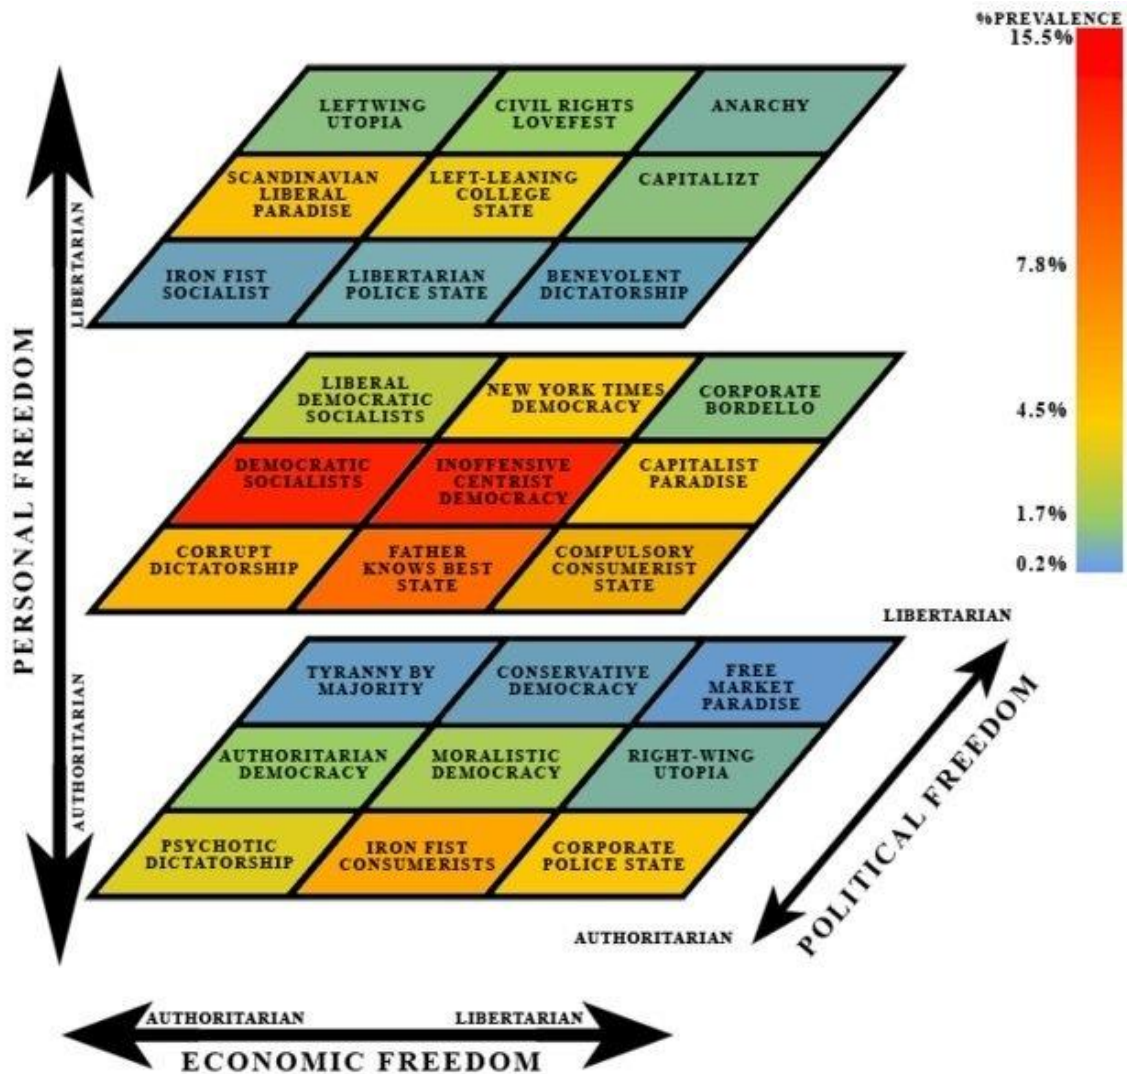 %PREVALENCE
15.5%
7.8%
4.5%
1.7%
0.2%
LEFTWING
UTOPIA
CIVIL RIGHTS
LOVEFEST
ANARCHY
SCANDINAVIAN
LIBERAL
PARADISE
LEFT-LEANING
COLLEGE
STATE
CAPITALIZT
IRON FIST
SOCIALIST
LIBERTARIAN
POLICE STATE
BENEVOLENT
DICTATORSHIP
LIBERAL
DEMOCRATIC
SOCIALISTS
NEW YORK TIMES
DEMOCRACY
CORPORATE
BORDELLO
DEMOCRATIC
SOCIALISTS
INOFFENSIVE
CENTRIST
DEMOCRACY
CAPITALIST
PARADISE
CORRUPT
DICTATORSHIP
FATHER
KNOWS BEST
STATE
COMPULSORY
CONSUMERIST
STATE
TYRANNY BY
MAJORITY
CONSERVATIVE
DEMOCRACY
FREE
MARKET
PARADISE
AUTHORITARIAN
DEMOCRACY
MORALISTIC
DEMOCRACY
RIGHT-WING
UTOPIA
PSYCHOTIC
DICTATORSHIP
IRON FIST
CONSUMERISTS
CORPORATE
POLICE STATE
LIBERTARIAN
PERSONAL FREEDOM
AUTHORITARIAN
LIBERTARIAN
POLITICAL FREEDOM
AUTHORITARIAN
AUTHORITARIAN
LIBERTARIAN
ECONOMIC FREEDOM